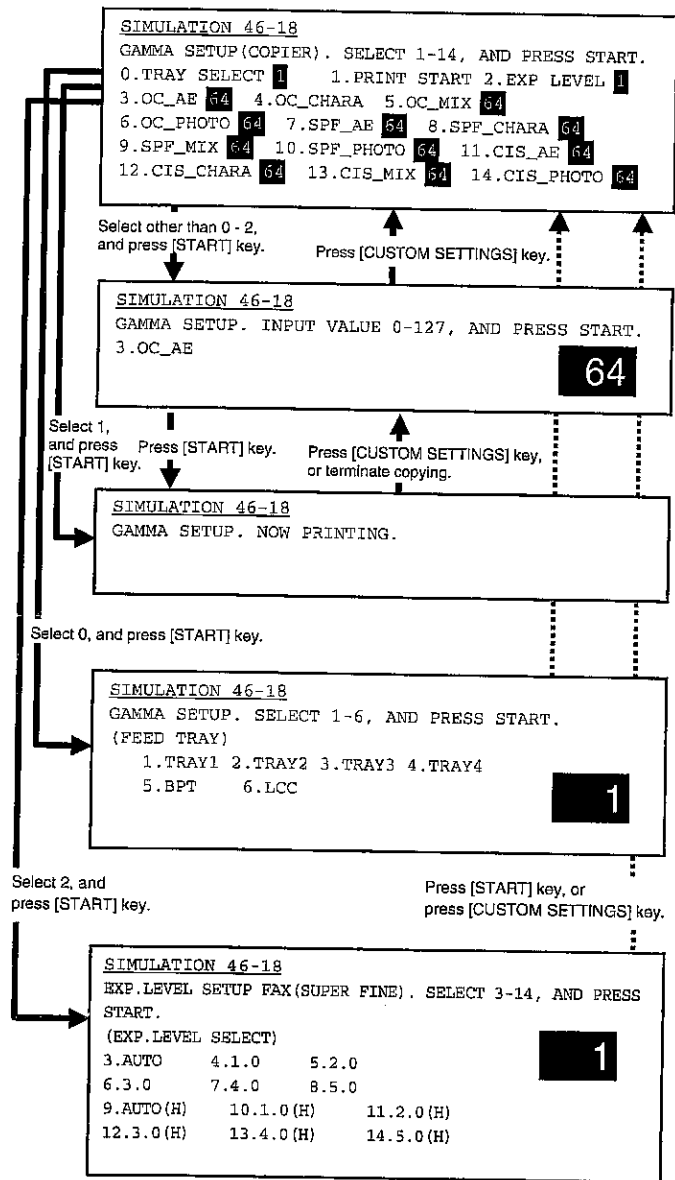 SIMULATION 46-18
GAMMA SETUP(COPIER). SELECT 1-14, AND PRESS START.
0.TRAY SELECT 1 1.PRINT START 2.EXP LEVEL 1
3.OC_AE 64 4.OC_CHARA 5.OC_MIX 64
6.OC_PHOTO 64 7.SPF_AE 64 8.SPF_CHARA 64
9.SPF_MIX 64 10.SPF_PHOTO 64 11.CIS_AE 64
12.CIS_CHARA 64 13.CIS_MIX 64 14.CIS_PHOTO 64
Select other than 0 - 2,
and press [START] key.
Press [CUSTOM SETTINGS] key.
SIMULATION 46-18
GAMMA SETUP. INPUT VALUE 0-127, AND PRESS START.
3.OC_AE
64
Select 1,
and press
[START] key.
Press [START] key.
Press [CUSTOM SETTINGS] key,
or terminate copying.
SIMULATION 46-18
GAMMA SETUP. NOW PRINTING.
Select 0, and press [START] key.
SIMULATION 46-18
GAMMA SETUP. SELECT 1-6, AND PRESS START.
(FEED TRAY)
1.TRAY1 2.TRAY2 3.TRAY3 4.TRAY4
5.BPT 6.LCC
1
Select 2, and
press [START] key.
Press [START] key, or
press [CUSTOM SETTINGS] key.
SIMULATION 46-18
EXP.LEVEL SETUP FAX(SUPER FINE). SELECT 3-14, AND PRESS
START.
(EXP.LEVEL SELECT)
1
3.AUTO 4.1.0 5.2.0
6.3.0 7.4.0 8.5.0
9.AUTO(H) 10.1.0(H) 11.2.0(H)
12.3.0(H) 13.4.0(H) 14.5.0(H)